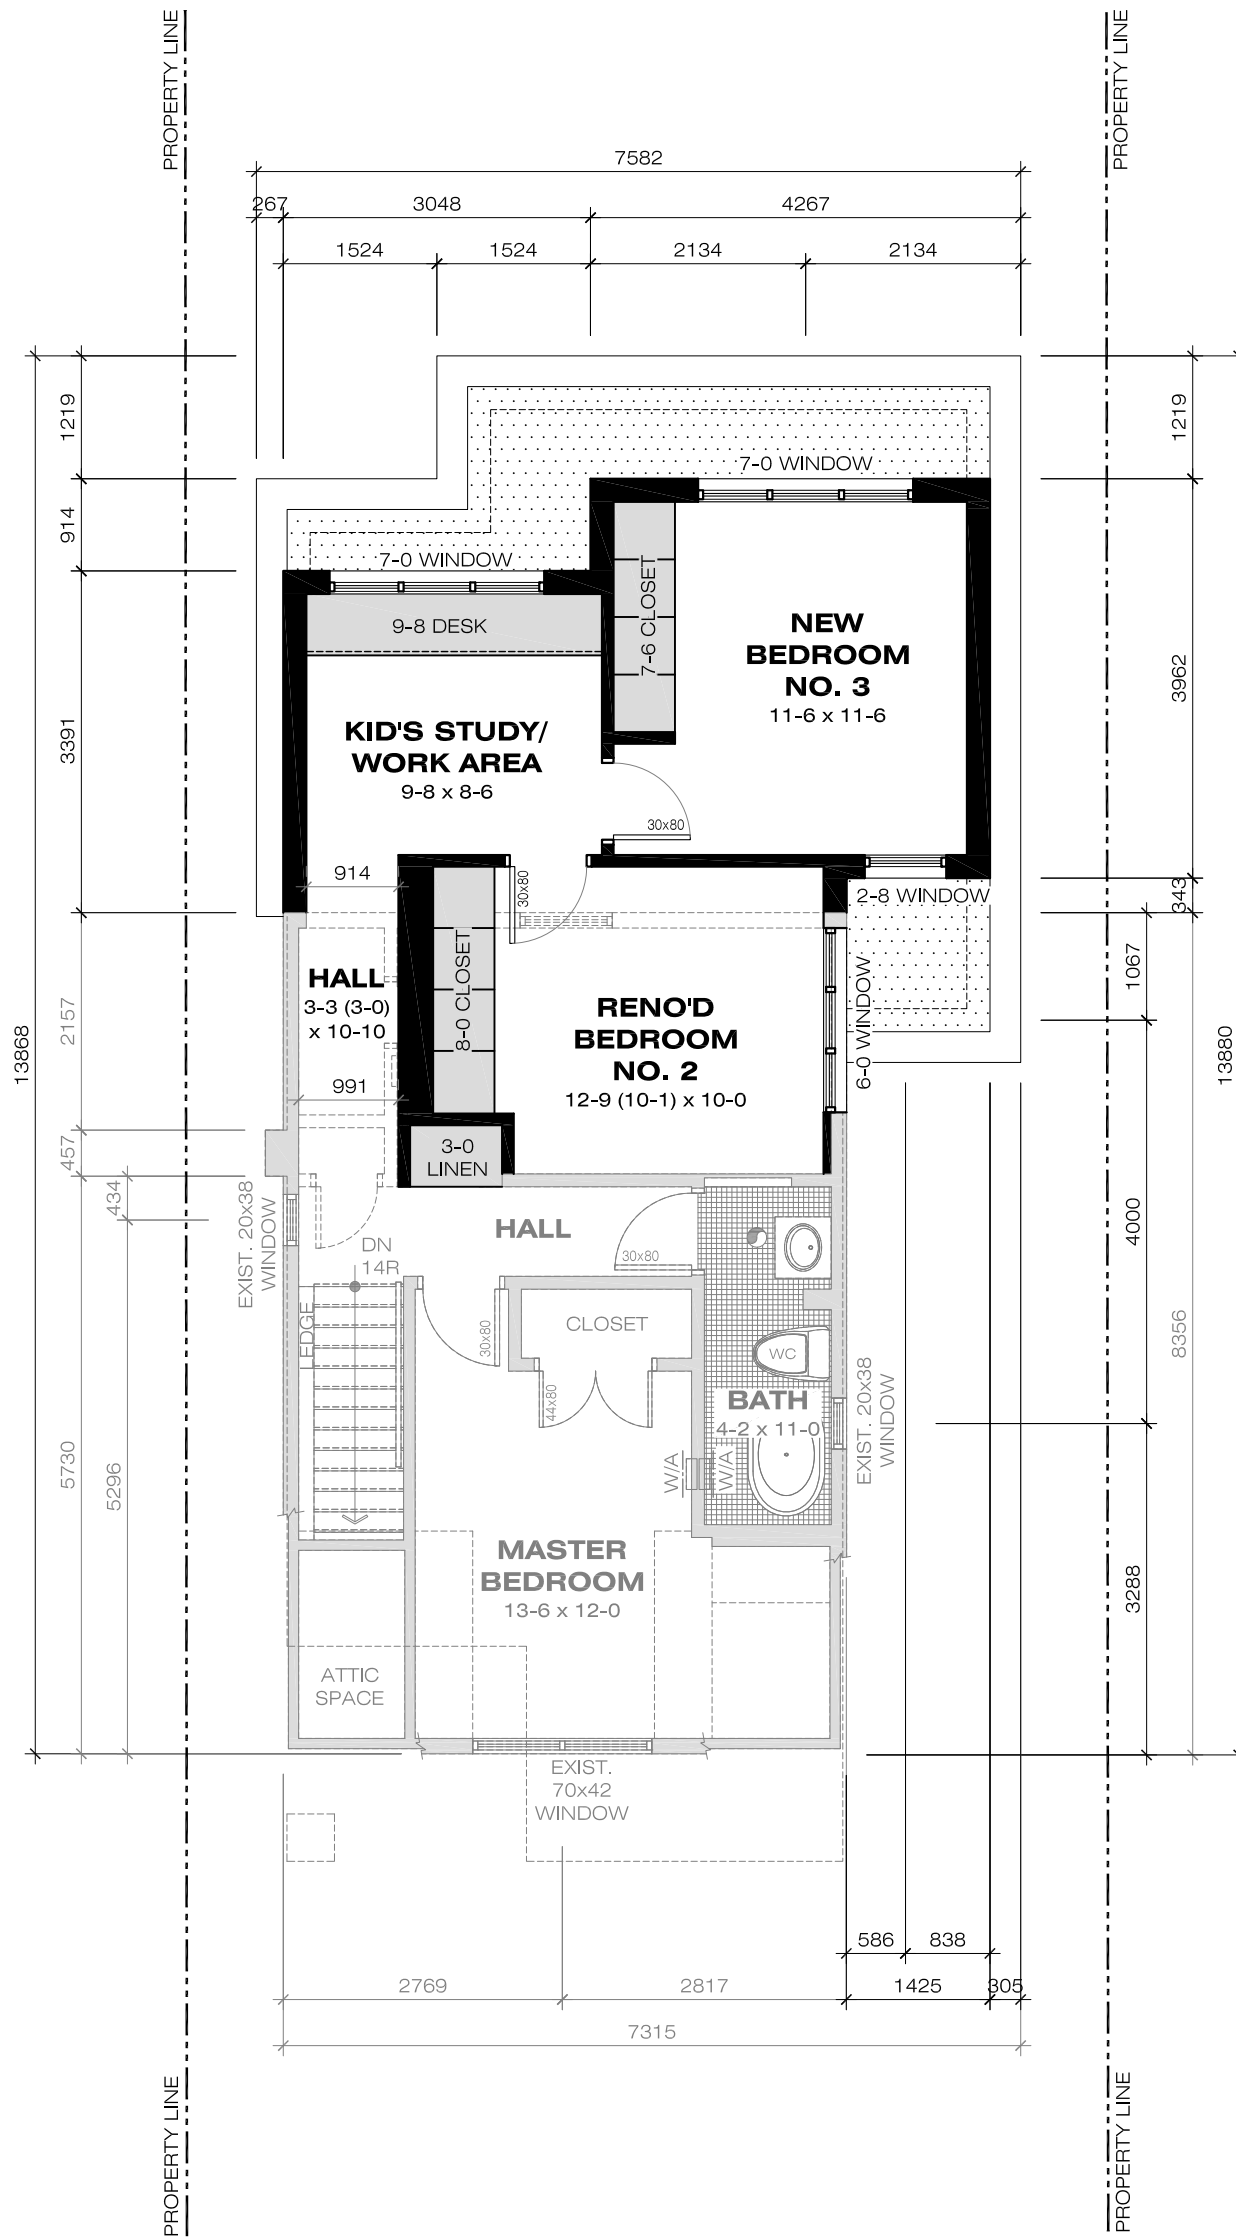 PROPERTY LINE
PROPERTY LINE
7582
267
3048
4267
1524
1524
2134
2134
1219
1219
914
7-0 WINDOW
7-0 WINDOW
9-8 DESK
7-6 CLOSET
NEW
BEDROOM
NO. 3
11-6 x 11-6
3962
3391
KID'S STUDY/
WORK AREA
9-8 x 8-6
30x80
914
30x80
2-8 WINDOW
343
HALL
3-3 (3-0)
x 10-10
8-0 CLOSET
RENO'D
BEDROOM
NO. 2
12-9 (10-1) x 10-0
6-0 WINDOW
1067
2157
13868
13880
991
3-0
LINEN
457
434
EXIST. 20x38
WINDOW
DN
14R
HALL
30x80
4000
LEDGE
30x80
CLOSET
WC
8356
44x80
BATH
4-2 x 11-0
EXIST. 20x38
WINDOW
W/A
W/A
5730
5296
MASTER
BEDROOM
13-6 x 12-0
3288
ATTIC
SPACE
EXIST.
70x42
WINDOW
586
838
2769
2817
1425
305
7315
PROPERTY LINE
PROPERTY LINE